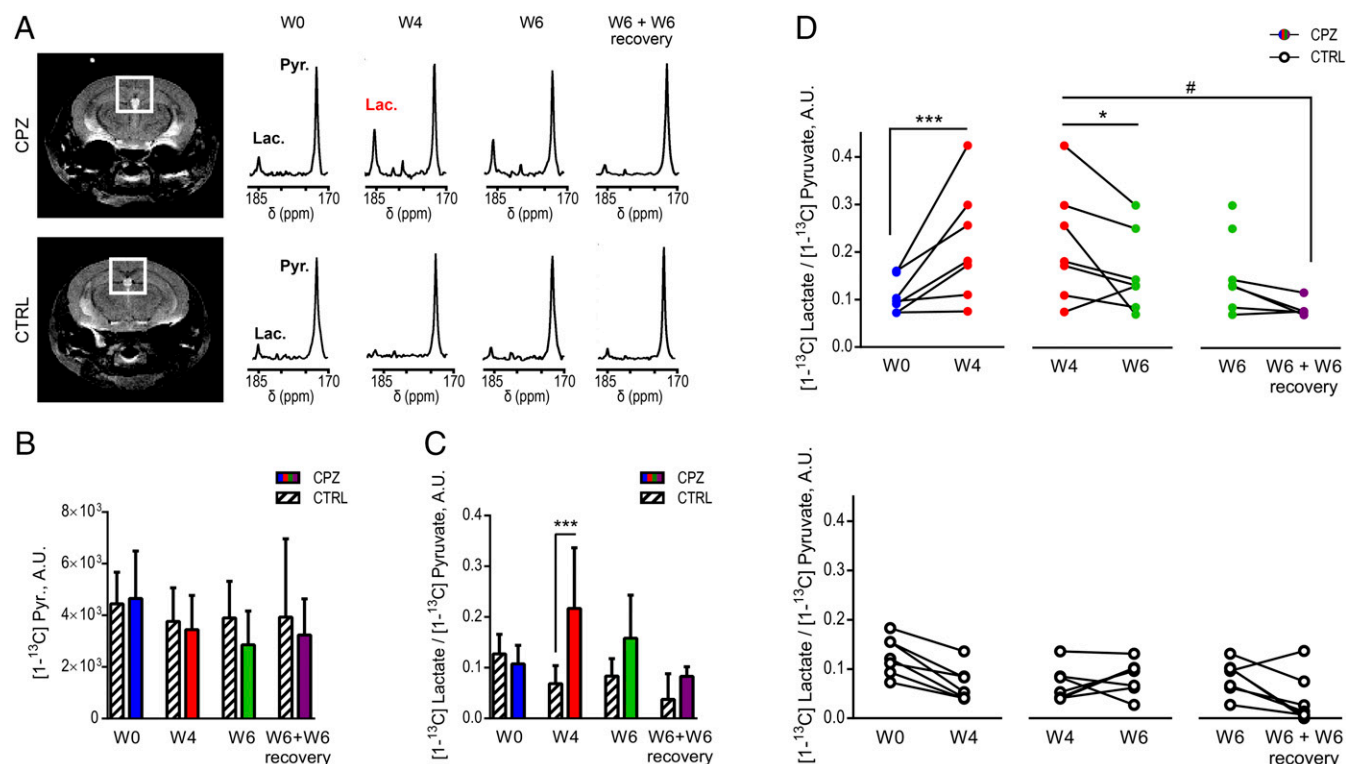 A
W0
W4
W6
W6 + W6
recovery
CPZ
Pyr.
Lac.
Lac.
185 170
δ (ppm)
185 170
δ (ppm)
185 170
δ (ppm)
185 170
δ (ppm)
CTRL
Pyr.
Lac.
185 170
δ (ppm)
185 170
δ (ppm)
185 170
δ (ppm)
185 170
δ (ppm)
B
CPZ
CTRL
[1-¹³C] Pyr., A.U.
8×10³
6×10³
4×10³
2×10³
0
W0
W4
W6
W6+W6
recovery
C
CPZ
CTRL
[1-¹³C] Lactate / [1-¹³C] Pyruvate, A.U.
0.4
0.3
0.2
0.1
0.0
***
W0
W4
W6
W6+W6
recovery
D
CPZ
CTRL
[1-¹³C] Lactate / [1-¹³C] Pyruvate, A.U.
0.4
0.3
0.2
0.1
0.0
***
*
#
W0
W4
W4
W6
W6
W6 + W6
recovery
[1-¹³C] Lactate / [1-¹³C] Pyruvate, A.U.
0.4
0.3
0.2
0.1
0.0
W0
W4
W4
W6
W6
W6 + W6
recovery